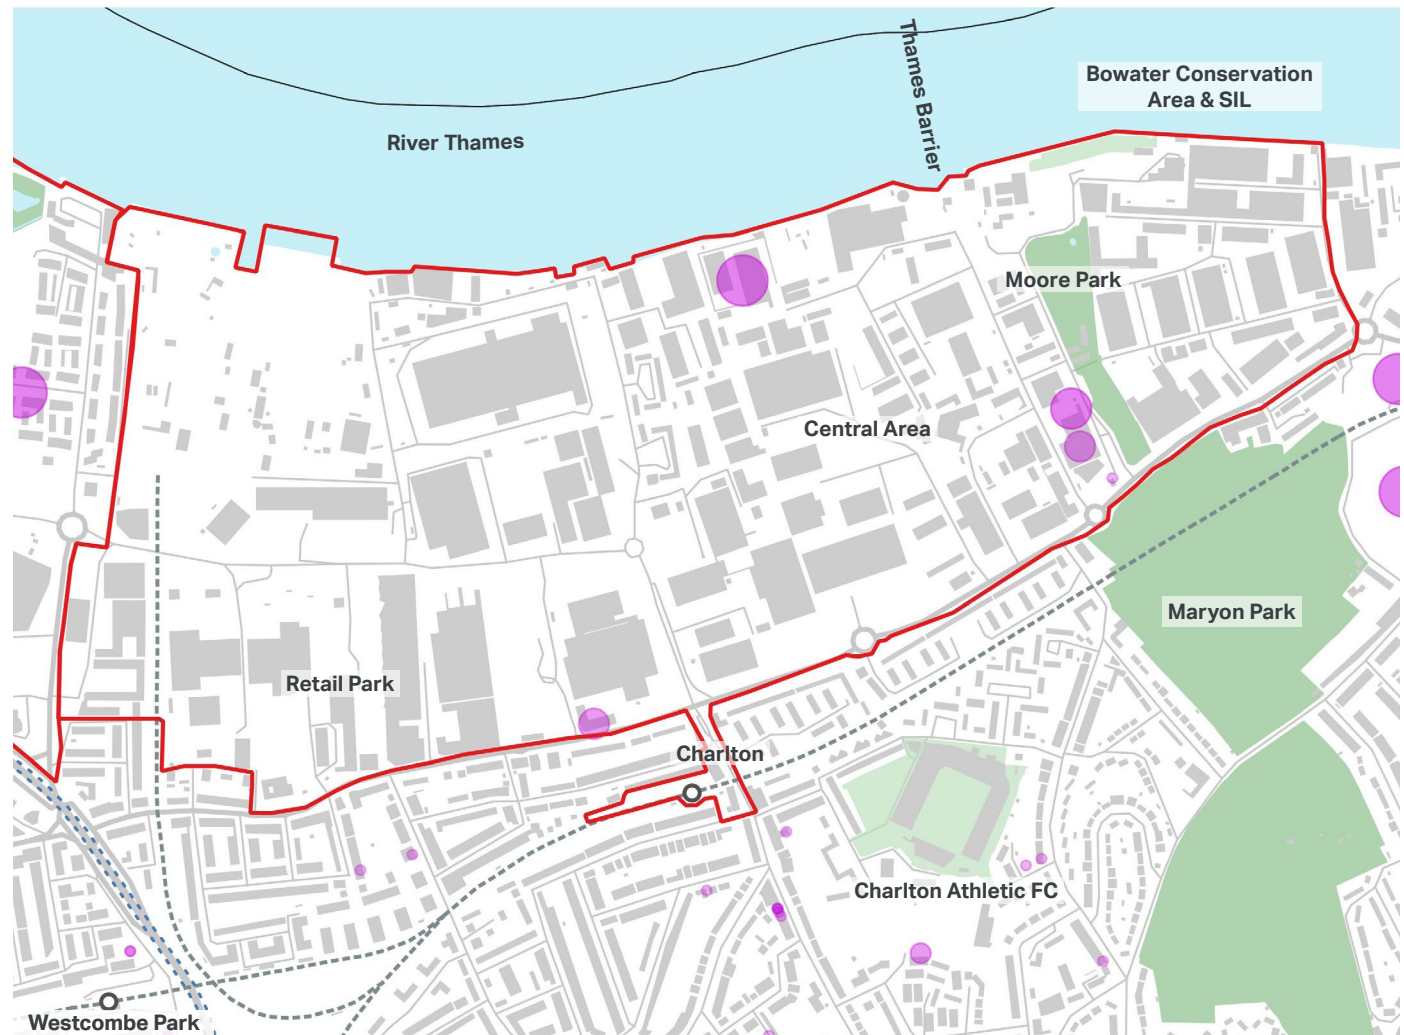 Thames Barrier
Bowater Conservation
Area & SIL
River Thames
Moore Park
Central Area
Maryon Park
Retail Park
Charlton
Charlton Athletic FC
Westcombe Park